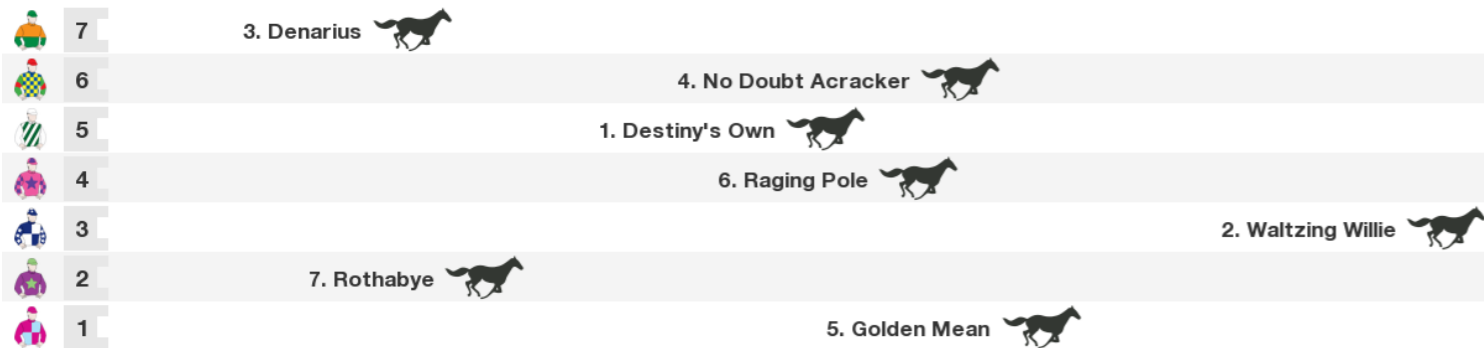 7 3. Denarius
6 4. No Doubt Acracker
5 1. Destiny's Own
4 6. Raging Pole
3 2. Waltzing Willie
2 7. Rothabye
1 5. Golden Mean